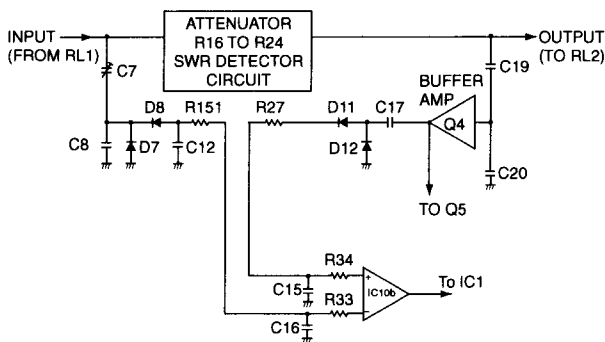 INPUT
(FROM RL1)
ATTENUATOR
R16 TO R24
SWR DETECTOR
CIRCUIT
OUTPUT
(TO RL2)
C7
C19
BUFFER
AMP
D8
R151
R27
D11
C17
Q4
C8
D7
C12
D12
C20
TO Q5
R34
To IC1
+
IC10b
−
C15
R33
C16